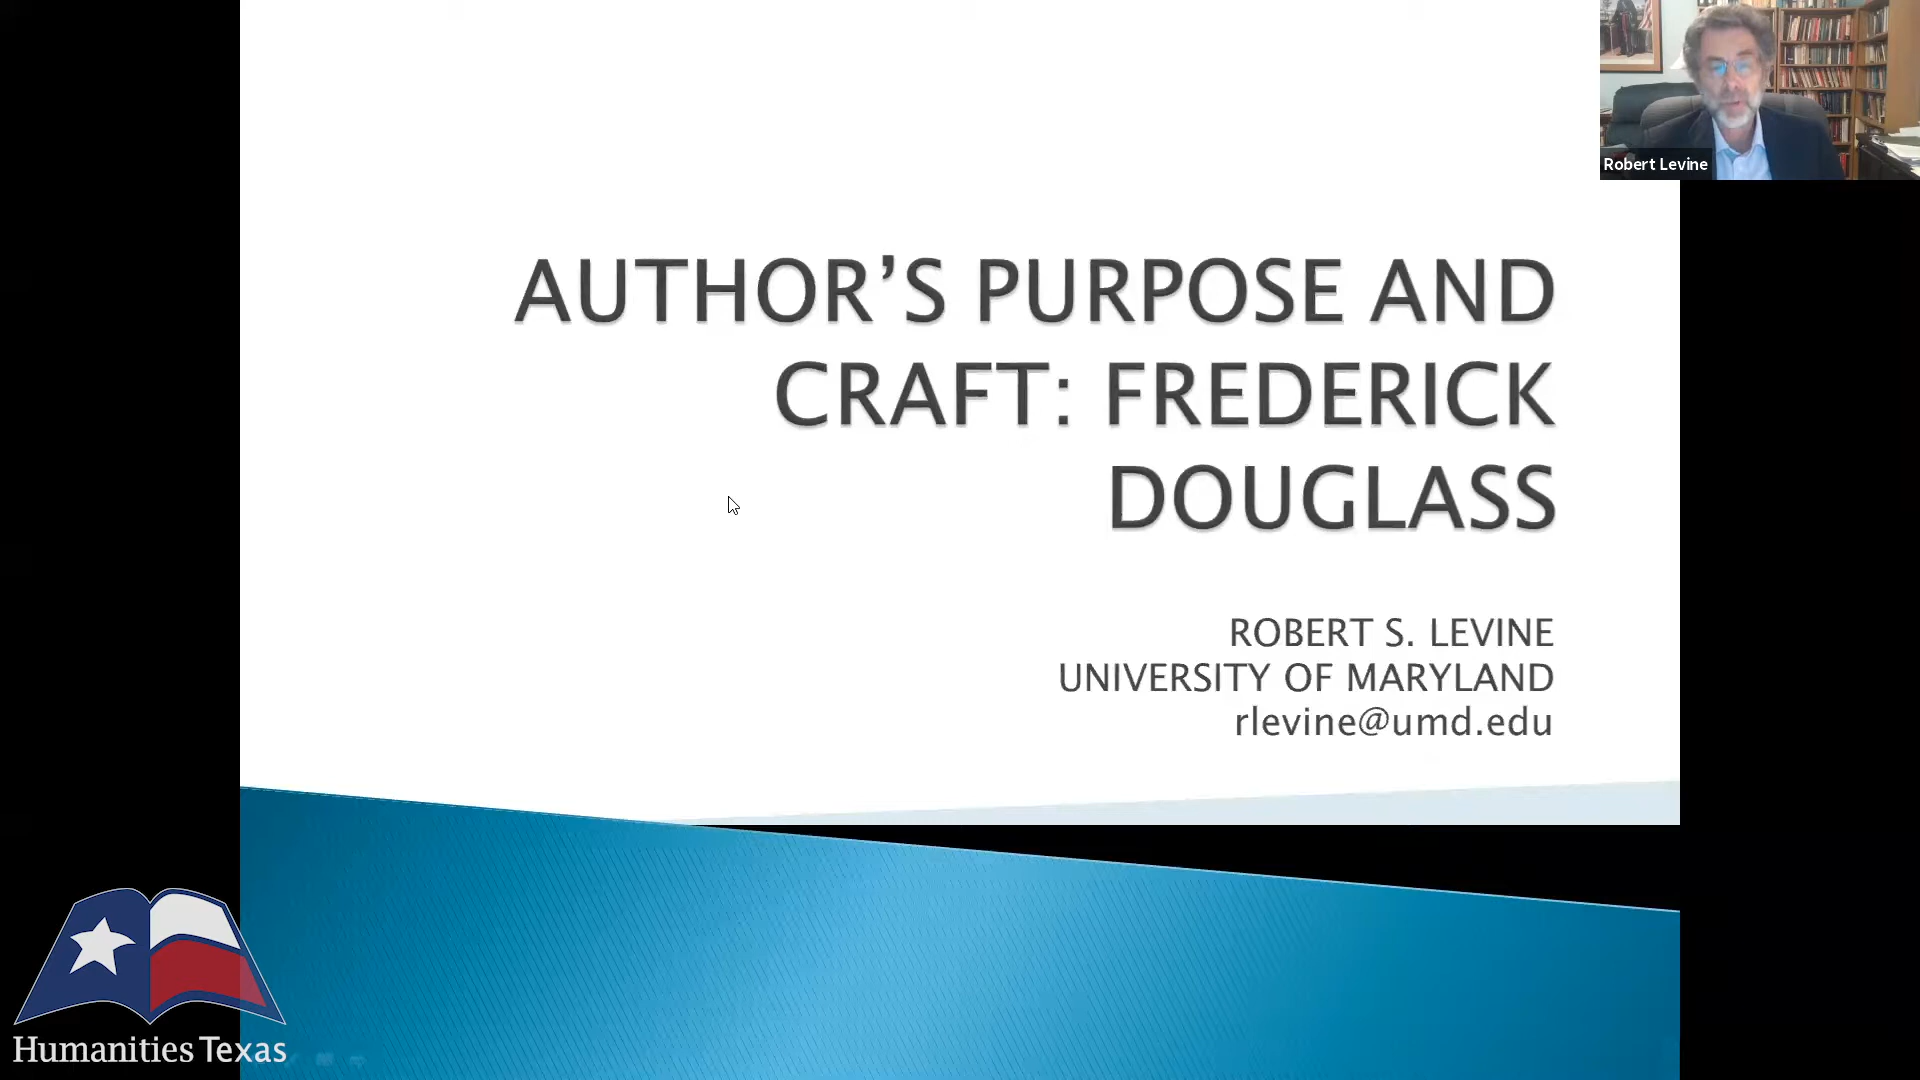 Robert Levine
AUTHOR’S PURPOSE AND
CRAFT: FREDERICK
DOUGLASS
ROBERT S. LEVINE
UNIVERSITY OF MARYLAND
rlevine@umd.edu
Humanities Texas